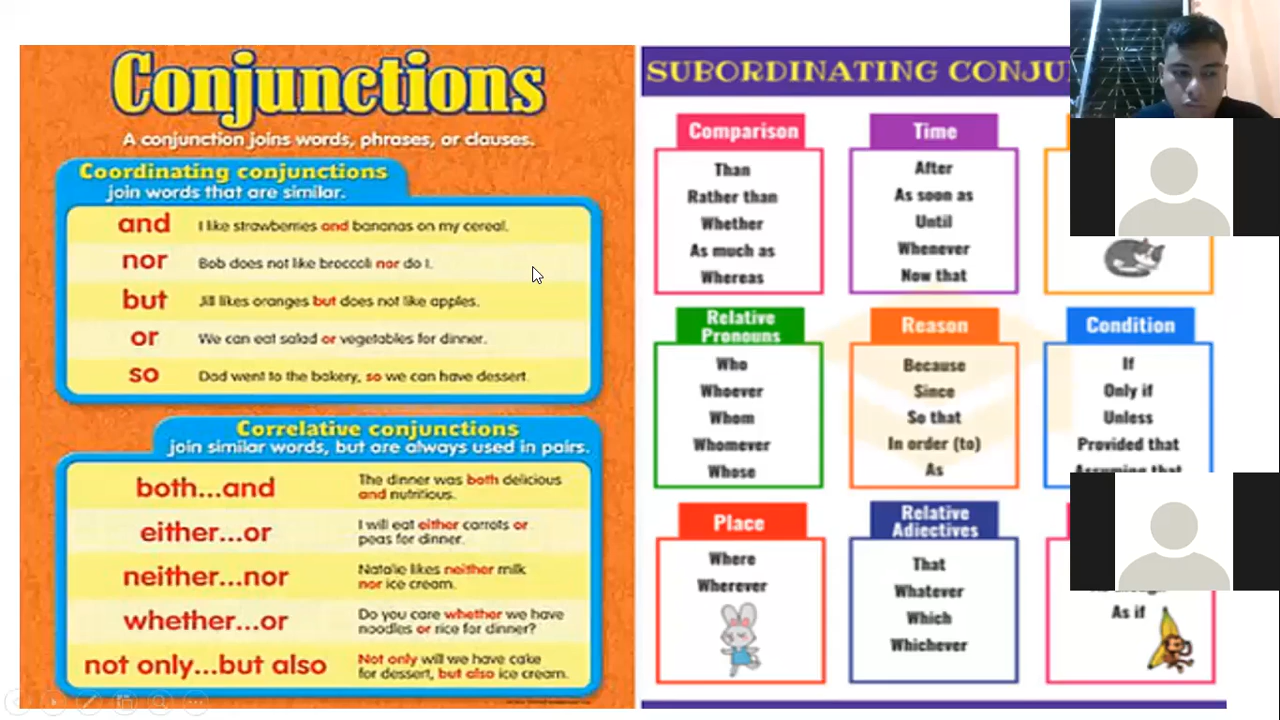 Conjunctions
A conjunction joins words, phrases, or clauses.
Coordinating conjunctions
join words that are similar.
and I like strawberries and bananas on my cereal.
nor Bob does not like broccoli nor do I.
but Jill likes oranges but does not like apples.
or We can eat salad or vegetables for dinner.
so Dad went to the bakery, so we can have dessert.
Correlative conjunctions
join similar words, but are always used in pairs.
both...and The dinner was both delicious
and nutritious.
either...or I will eat either carrots or
peas for dinner.
neither...nor Natalie likes neither milk
nor ice cream.
whether...or Do you care whether we have
noodles or rice for dinner?
not only...but also Not only will we have cake
for dessert, but also ice cream.
SUBORDINATING CONJU
Comparison
Than
Rather than
Whether
As much as
Whereas
Time
After
As soon as
Until
Whenever
Now that
Relative
Pronouns
Who
Whoever
Whom
Whomever
Whose
Reason
Because
Since
So that
In order (to)
As
Condition
If
Only if
Unless
Provided that
Assuming that
Place
Where
Wherever
Relative
Adjectives
That
Whatever
Which
Whichever
As if